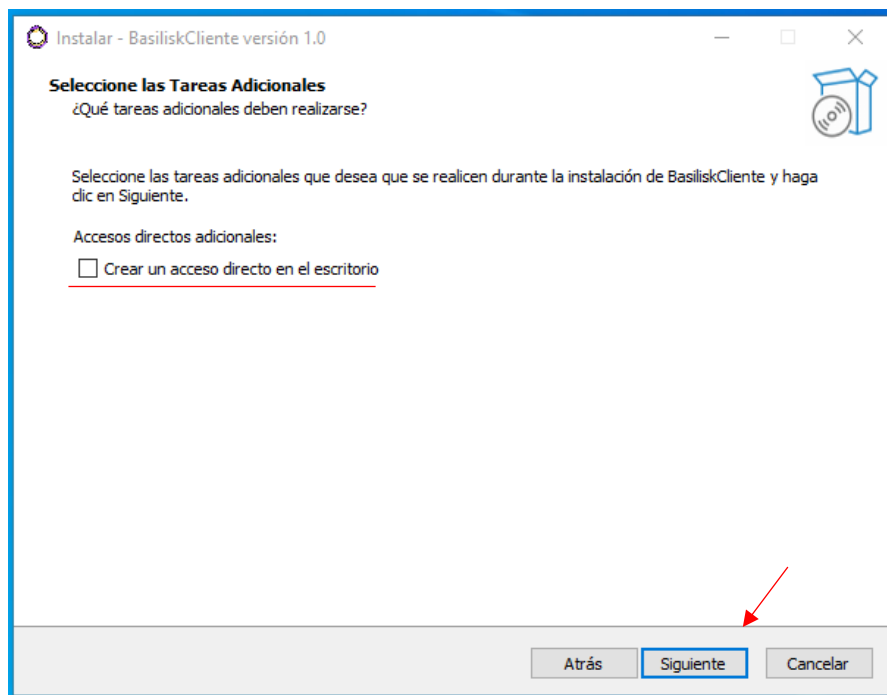 Instalar - BasiliskCliente versión 1.0
Seleccione las Tareas Adicionales
¿Qué tareas adicionales deben realizarse?
Seleccione las tareas adicionales que desea que se realicen durante la instalación de BasiliskCliente y haga
clic en Siguiente.
Accesos directos adicionales:
Crear un acceso directo en el escritorio
Atrás Siguiente Cancelar